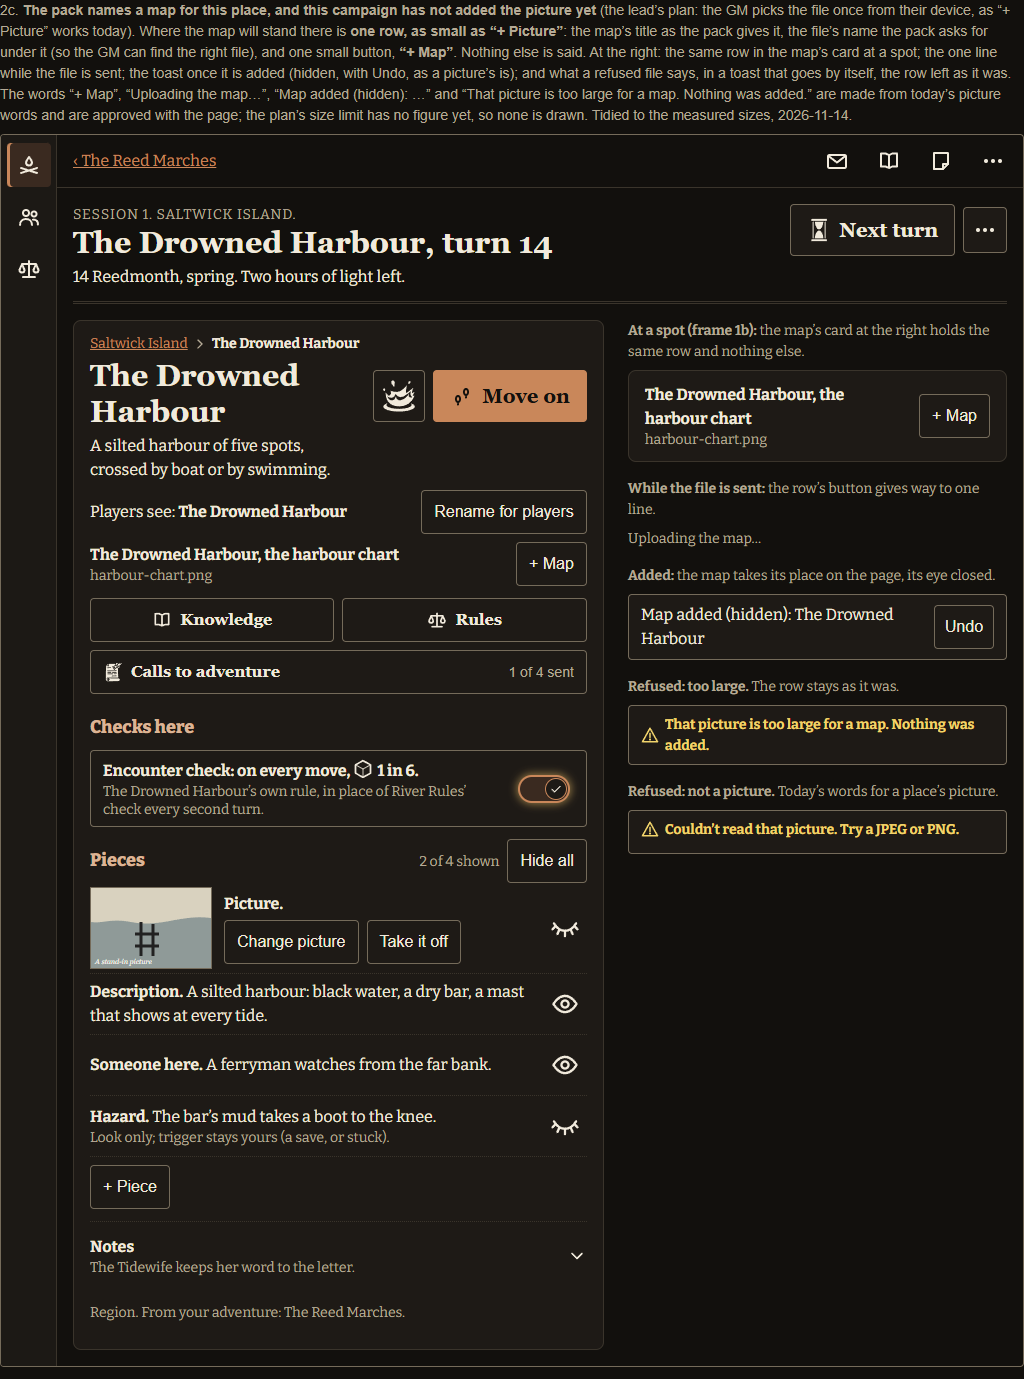 2c. The pack names a map for this place, and this campaign has not added the picture yet (the lead's plan: the GM picks the file once from their device, as “+
Picture” works today). Where the map will stand there is one row, as small as “+ Picture”: the map's title as the pack gives it, the file's name the pack asks for
under it (so the GM can find the right file), and one small button, “+ Map”. Nothing else is said. At the right: the same row in the map's card at a spot; the one line
while the file is sent; the toast once it is added (hidden, with Undo, as a picture's is); and what a refused file says, in a toast that goes by itself, the row left as it was.
The words “+ Map”, “Uploading the map…”, “Map added (hidden): …” and “That picture is too large for a map. Nothing was added.” are made from today's picture
words and are approved with the page; the plan's size limit has no figure yet, so none is drawn. Tidied to the measured sizes, 2026-11-14.
‹ The Reed Marches
SESSION 1. SALTWICK ISLAND.
The Drowned Harbour, turn 14
14 Reedmonth, spring. Two hours of light left.
Next turn
Saltwick Island > The Drowned Harbour
The Drowned
Harbour
Move on
A silted harbour of five spots,
crossed by boat or by swimming.
Players see: The Drowned Harbour
Rename for players
The Drowned Harbour, the harbour chart
harbour-chart.png
+ Map
Knowledge
Rules
Calls to adventure
1 of 4 sent
Checks here
Encounter check: on every move, 1 in 6.
The Drowned Harbour's own rule, in place of River Rules'
check every second turn.
Pieces
2 of 4 shown
Hide all
A stand-in picture
Picture.
Change picture
Take it off
Description. A silted harbour: black water, a dry bar, a mast
that shows at every tide.
Someone here. A ferryman watches from the far bank.
Hazard. The bar's mud takes a boot to the knee.
Look only; trigger stays yours (a save, or stuck).
+ Piece
Notes
The Tidewife keeps her word to the letter.
Region. From your adventure: The Reed Marches.
At a spot (frame 1b): the map's card at the right holds the
same row and nothing else.
The Drowned Harbour, the
harbour chart
harbour-chart.png
+ Map
While the file is sent: the row's button gives way to one
line.
Uploading the map…
Added: the map takes its place on the page, its eye closed.
Map added (hidden): The Drowned
Harbour
Undo
Refused: too large. The row stays as it was.
That picture is too large for a map. Nothing was
added.
Refused: not a picture. Today's words for a place's picture.
Couldn't read that picture. Try a JPEG or PNG.